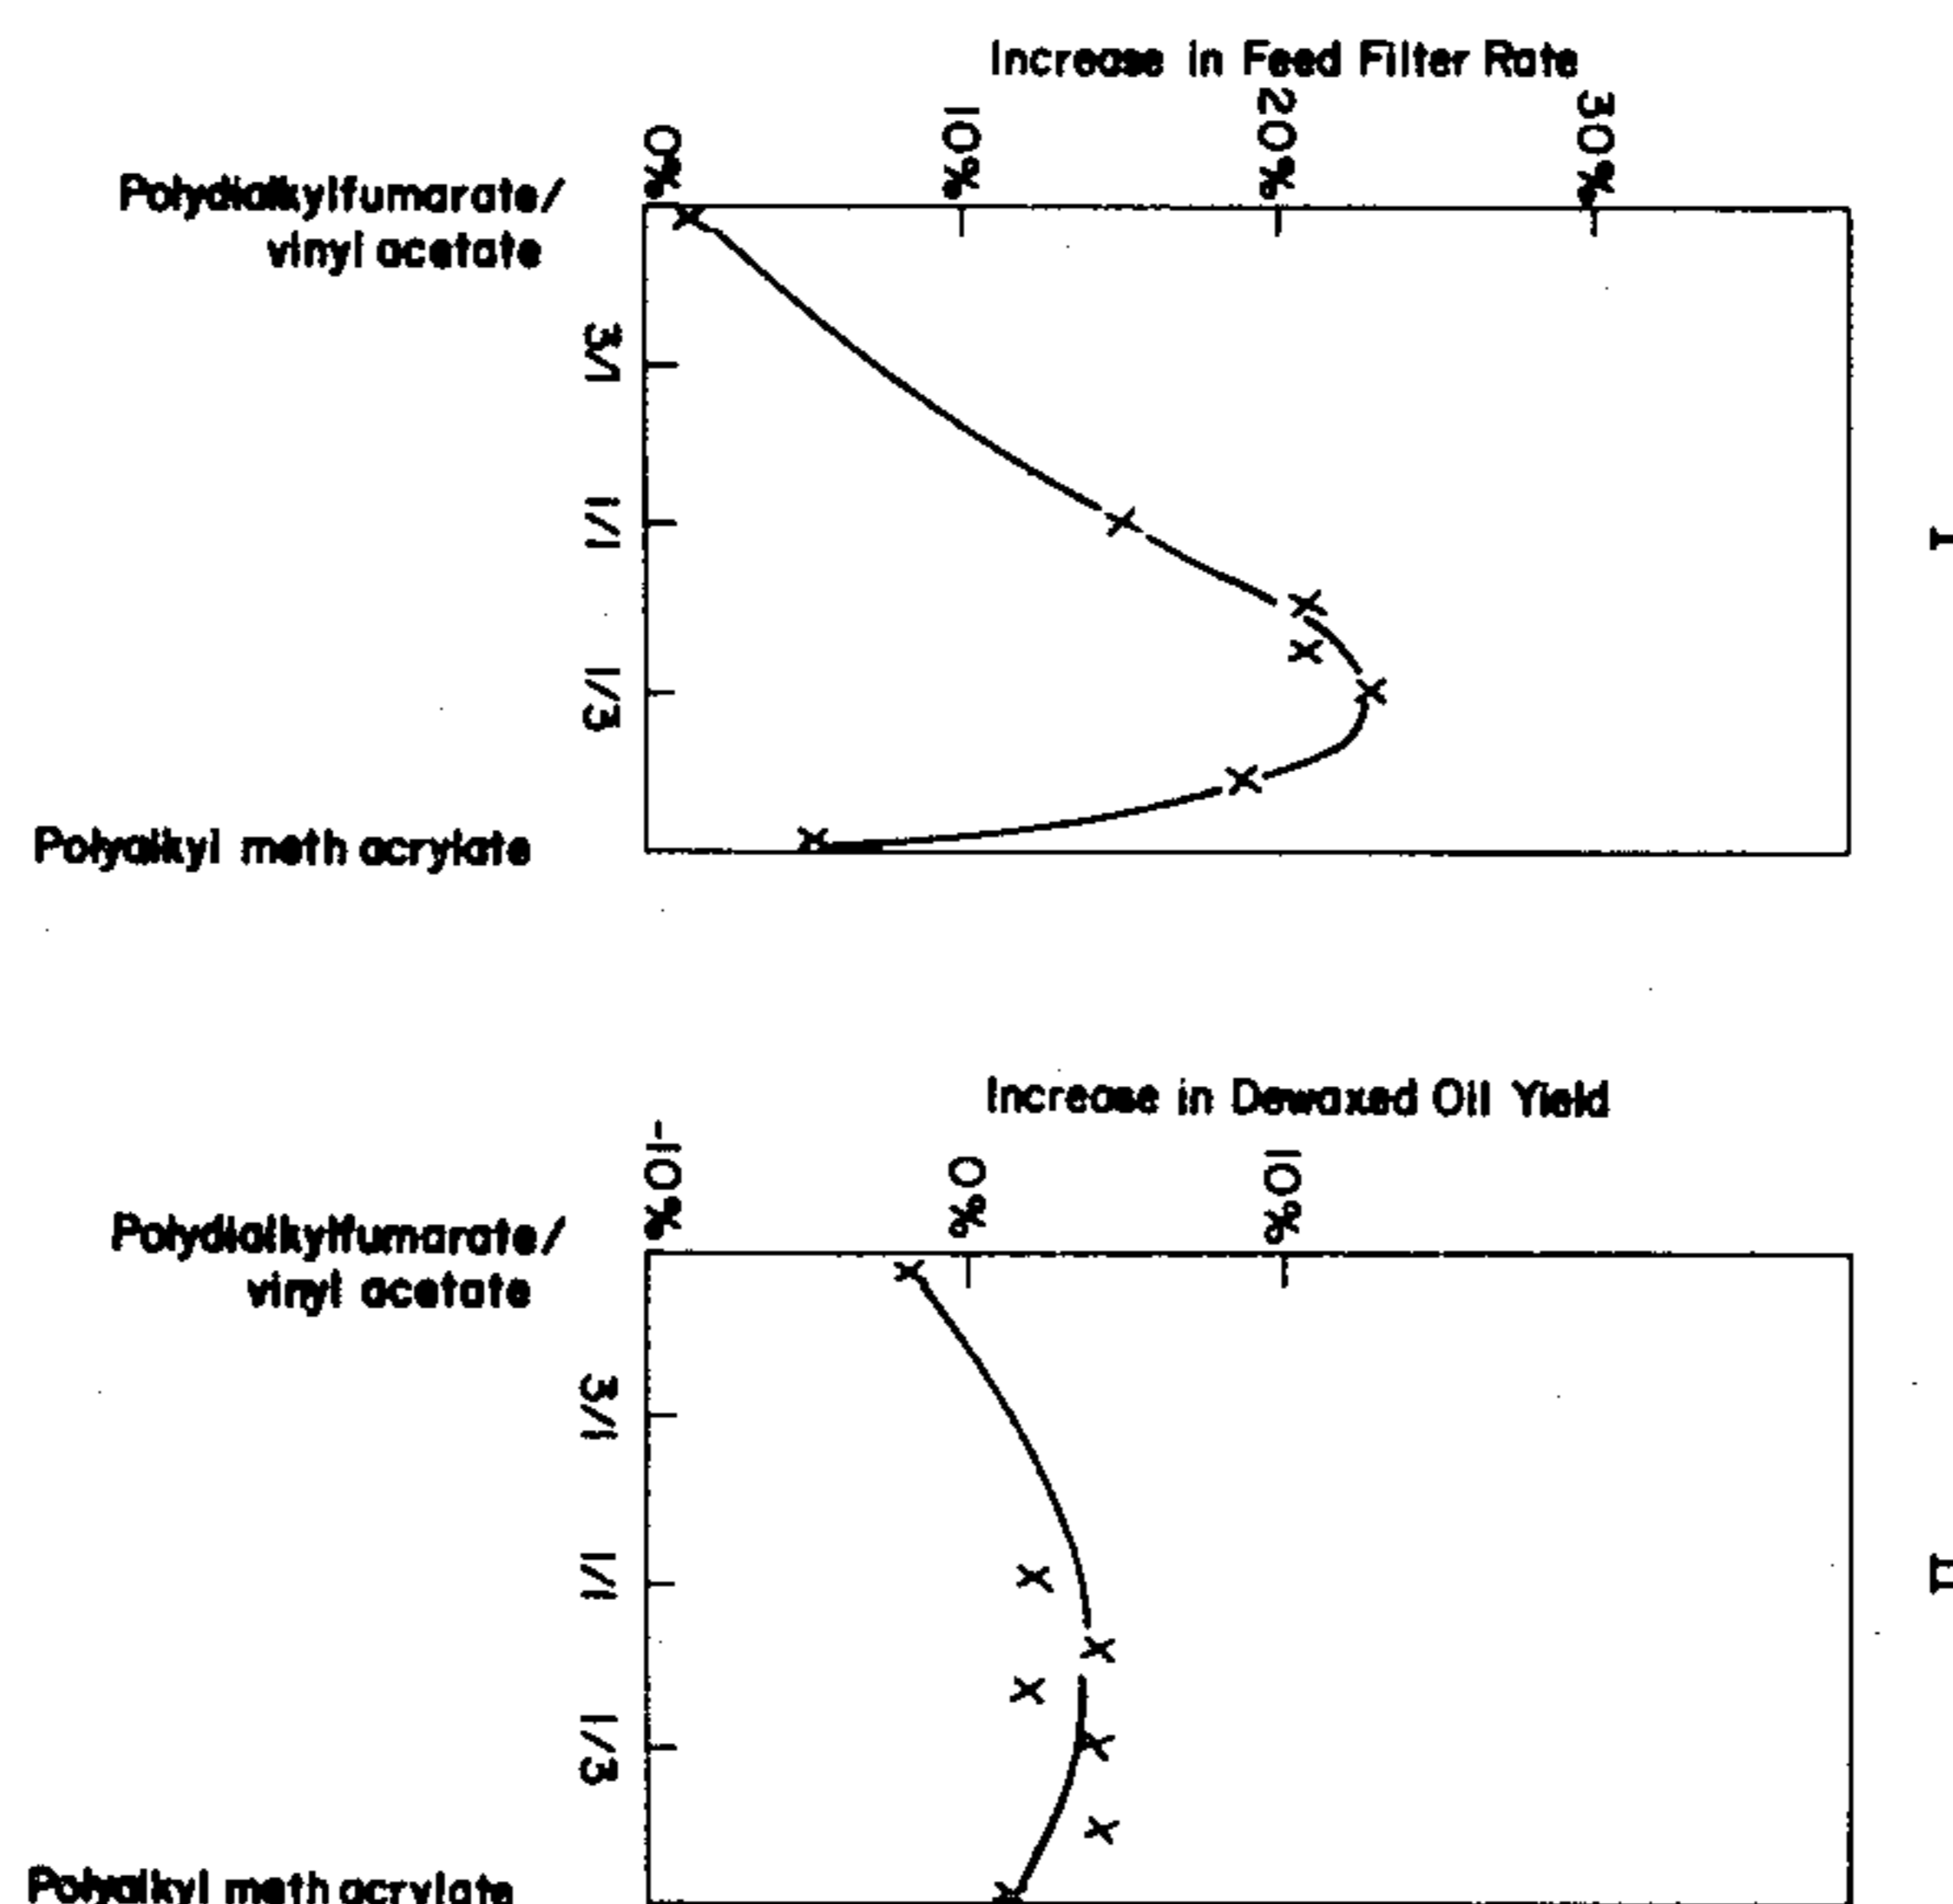 Increase in Feed Filter Rate
0%
10%
20%
30%
Polydialkylfumarate/
vinyl acetate
3/1
1/1
1/3
Polyalkyl meth acrylate
I
Increase in Dewaxed Oil Yield
-10%
0%
10%
Polydialkylfumarate/
vinyl acetate
3/1
1/1
1/3
Polyalkyl meth acrylate
II